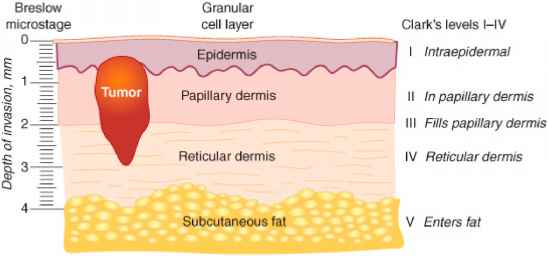 Breslow
microstage
Granular
cell layer
Clark's levels I–IV
Depth of invasion, mm
0
1
2
3
4
Epidermis
Tumor
Papillary dermis
Reticular dermis
Subcutaneous fat
I Intraepidermal
II In papillary dermis
III Fills papillary dermis
IV Reticular dermis
V Enters fat